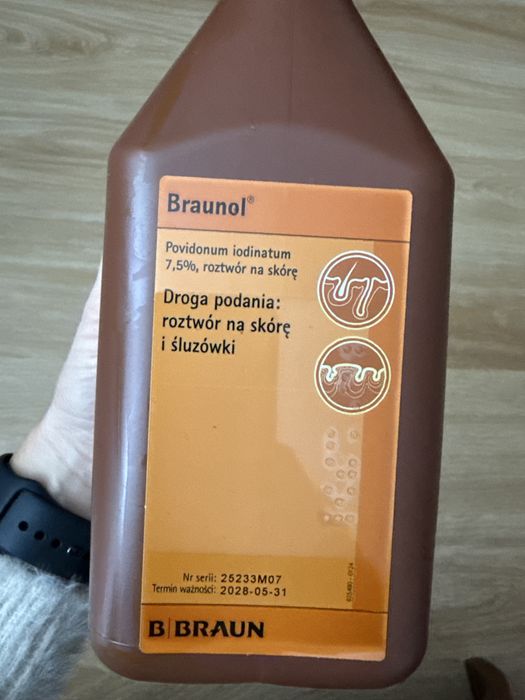 Braunol®
Povidonum iodinatum
7,5%, roztwór na skórę
Droga podania:
roztwór na skórę
i śluzówki
Nr serii: 25233M07
Termin ważności: 2028-05-31
B|BRAUN